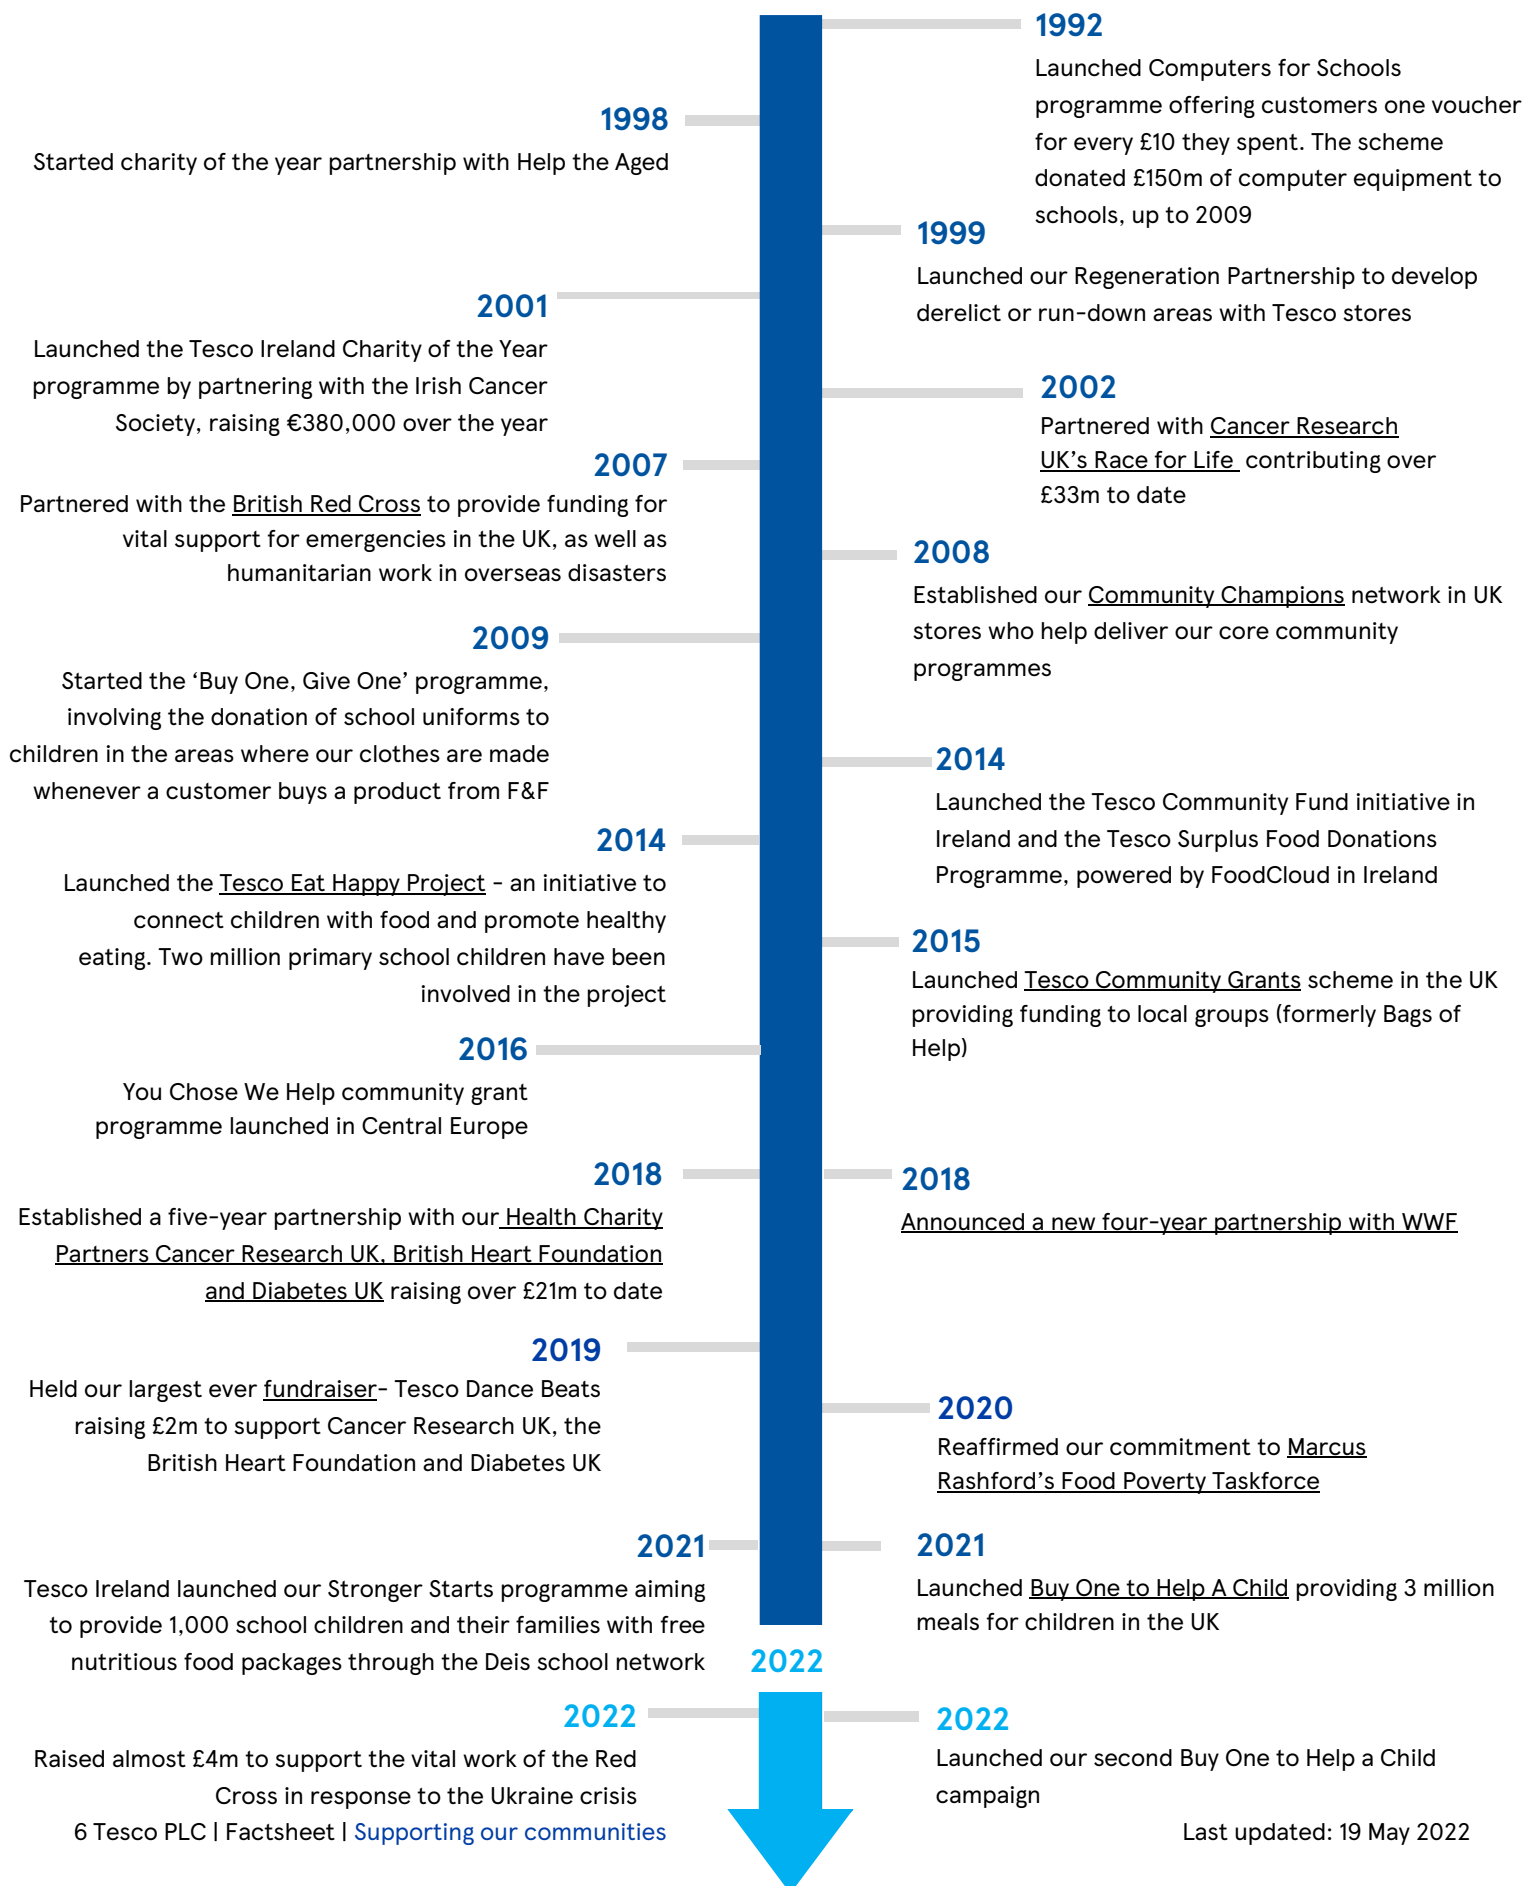 1992
Launched Computers for Schools
programme offering customers one voucher
for every £10 they spent. The scheme
donated £150m of computer equipment to
schools, up to 2009
1998
Started charity of the year partnership with Help the Aged
1999
Launched our Regeneration Partnership to develop
derelict or run-down areas with Tesco stores
2001
Launched the Tesco Ireland Charity of the Year
programme by partnering with the Irish Cancer
Society, raising €380,000 over the year
2002
Partnered with Cancer Research
UK's Race for Life contributing over
£33m to date
2007
Partnered with the British Red Cross to provide funding for
vital support for emergencies in the UK, as well as
humanitarian work in overseas disasters
2008
Established our Community Champions network in UK
stores who help deliver our core community
programmes
2009
Started the ‘Buy One, Give One’ programme,
involving the donation of school uniforms to
children in the areas where our clothes are made
whenever a customer buys a product from F&F
2014
Launched the Tesco Community Fund initiative in
Ireland and the Tesco Surplus Food Donations
Programme, powered by FoodCloud in Ireland
2014
Launched the Tesco Eat Happy Project - an initiative to
connect children with food and promote healthy
eating. Two million primary school children have been
involved in the project
2015
Launched Tesco Community Grants scheme in the UK
providing funding to local groups (formerly Bags of
Help)
2016
You Chose We Help community grant
programme launched in Central Europe
2018
Established a five-year partnership with our Health Charity
Partners Cancer Research UK, British Heart Foundation
and Diabetes UK raising over £21m to date
2018
Announced a new four-year partnership with WWF
2019
Held our largest ever fundraiser- Tesco Dance Beats
raising £2m to support Cancer Research UK, the
British Heart Foundation and Diabetes UK
2020
Reaffirmed our commitment to Marcus
Rashford's Food Poverty Taskforce
2021
Tesco Ireland launched our Stronger Starts programme aiming
to provide 1,000 school children and their families with free
nutritious food packages through the Deis school network
2021
Launched Buy One to Help A Child providing 3 million
meals for children in the UK
2022
2022
Raised almost £4m to support the vital work of the Red
Cross in response to the Ukraine crisis
2022
Launched our second Buy One to Help a Child
campaign
6 Tesco PLC | Factsheet | Supporting our communities
Last updated: 19 May 2022